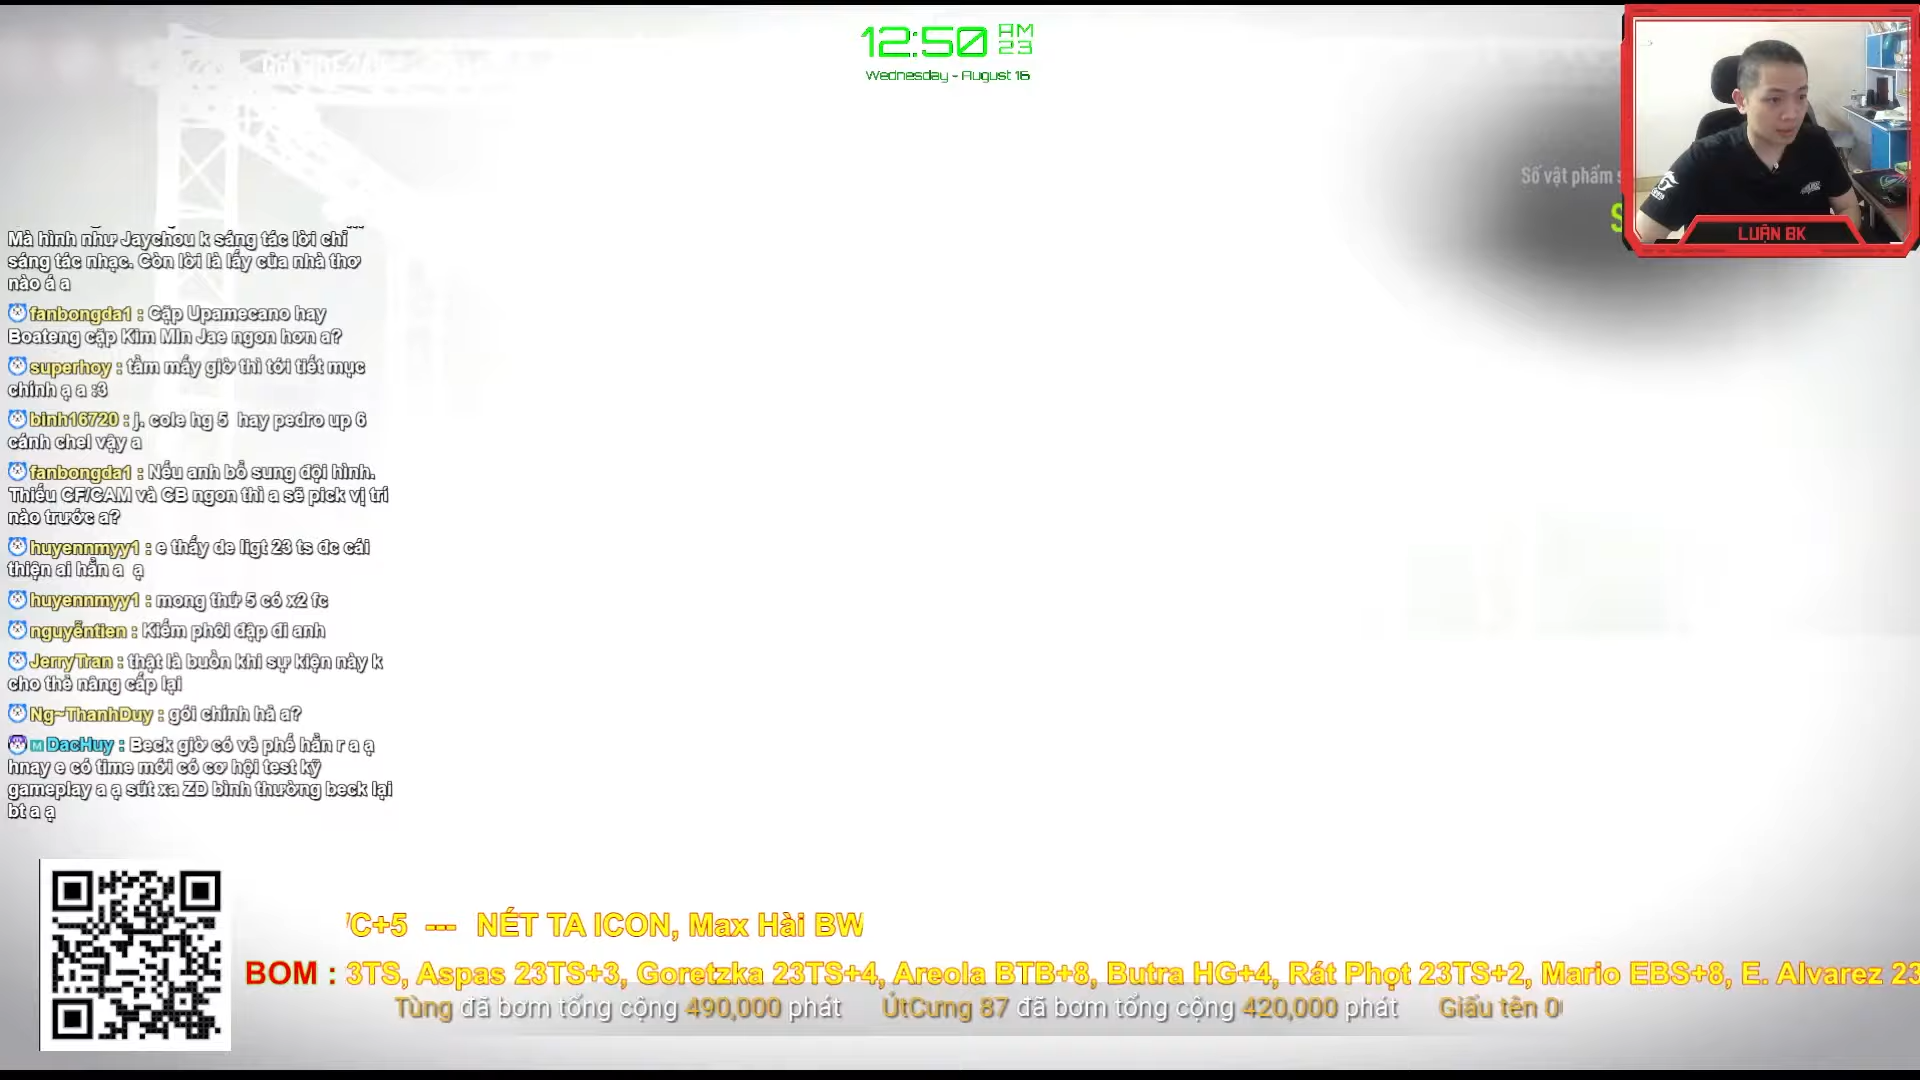 12:50 AM 23
Wednesday - August 16
Số vật phẩm
S
LUẬN BK
Mà hình như Jaychou k sáng tác lời chỉ
sáng tác nhạc. Còn lời là lấy của nhà thơ
nào á a
fanbongda1 : Cặp Upamecano hay
Boateng cặp Kim MIn Jae ngon hơn a?
superhoy : tầm mấy giờ thì tới tiết mục
chính ạ a :3
binh16720 : j. cole hg 5 hay pedro up 6
cánh chel vậy a
fanbongda1 : Nếu anh bổ sung đội hình.
Thiếu CF/CAM và CB ngon thì a sẽ pick vị trí
nào trước a?
huyennmyy1 : e thấy de ligt 23 ts đc cái
thiện ai hẳn a ạ
huyennmyy1 : mong thứ 5 có x2 fc
nguyễntien : Kiếm phôi đập đi anh
JerryTran : thật là buồn khi sự kiện này k
cho thẻ nâng cấp lại
Ng~ThanhDuy : gói chính hả a?
M DacHuy : Beck giờ có vẻ phế hẳn r a ạ
hnay e có time mới có cơ hội test kỹ
gameplay a ạ sút xa ZD bình thường beck lại
bt a ạ
C+5 --- NÉT TA ICON, Max Hài BW
BOM : 3TS, Aspas 23TS+3, Goretzka 23TS+4, Areola BTB+8, Butra HG+4, Rát Phọt 23TS+2, Mario EBS+8, E. Alvarez 23
Tùng đã bơm tổng cộng 490,000 phát ÚtCưng 87 đã bơm tổng cộng 420,000 phát Giấu tên 0